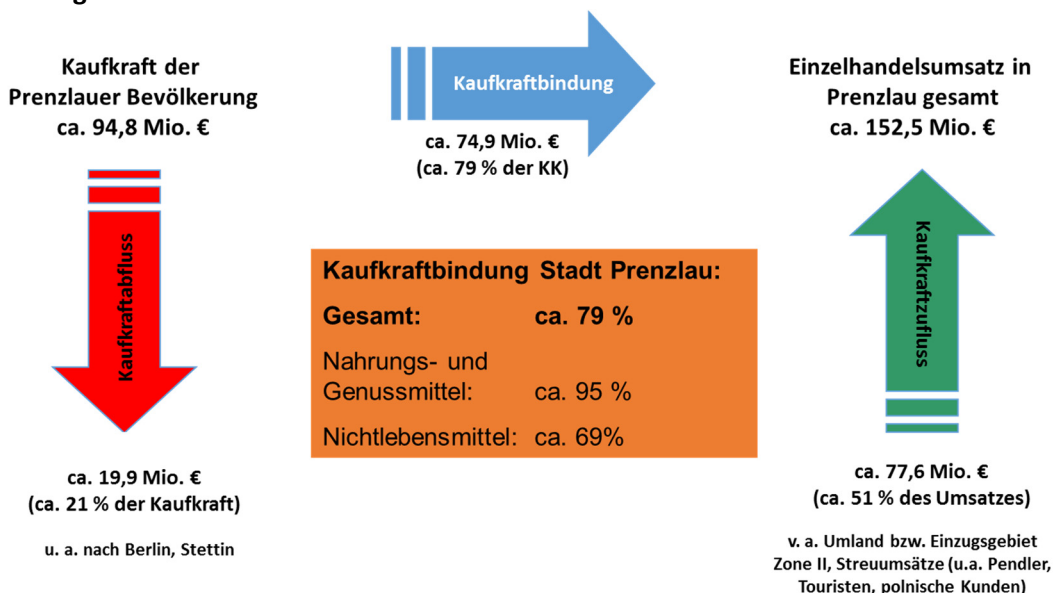 Kaufkraft der
Prenzlauer Bevölkerung
ca. 94,8 Mio. €
Kaufkraftbindung
ca. 74,9 Mio. €
(ca. 79 % der KK)
Einzelhandelsumsatz in
Prenzlau gesamt
ca. 152,5 Mio. €
Kaufkraftabfluss
Kaufkraftbindung Stadt Prenzlau:
Gesamt: ca. 79 %
Nahrungs- und
Genussmittel: ca. 95 %
Nichtlebensmittel: ca. 69%
Kaufkraftzufluss
ca. 19,9 Mio. €
(ca. 21 % der Kaufkraft)
u. a. nach Berlin, Stettin
ca. 77,6 Mio. €
(ca. 51 % des Umsatzes)
v. a. Umland bzw. Einzugsgebiet
Zone II, Streuumsätze (u.a. Pendler,
Touristen, polnische Kunden)